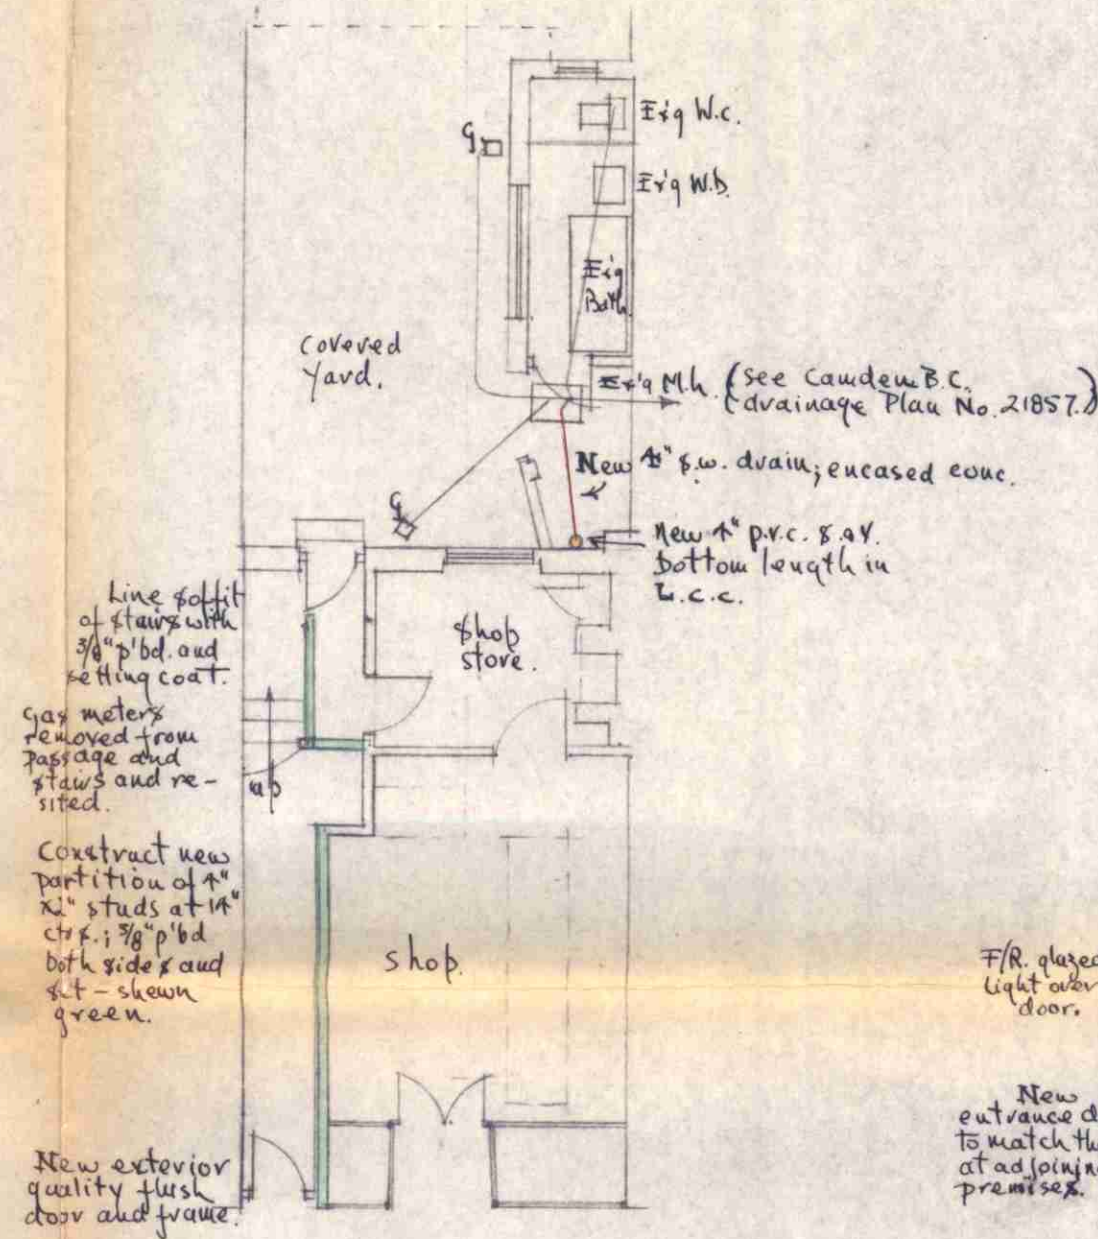 G
Ex'g W.c.
Ex'g W.b.
Ex'g
Bath.
covered
Yard.
Ex'g M.h. (See Camden B.C.
drainage Plan No. 21857.)
New 4" s.w. drain; encased conc.
G
New 4" p.v.c. s.&v.
bottom length in
L.c.c.
Line soffit
of stairs with
3/8" p'bd. and
setting coat.
shop
store.
Gas meters
removed from
passage and
stairs and re-
sited.
up
Construct new
partition of 4"
x2" studs at 14"
ctrs.; 3/8" p'bd
both sides and
set - shewn
green.
shop.
F/R. glazed
light over
door.
New
entrance d
to match th
at adjoining
premises.
New exterior
quality flush
door and frame.